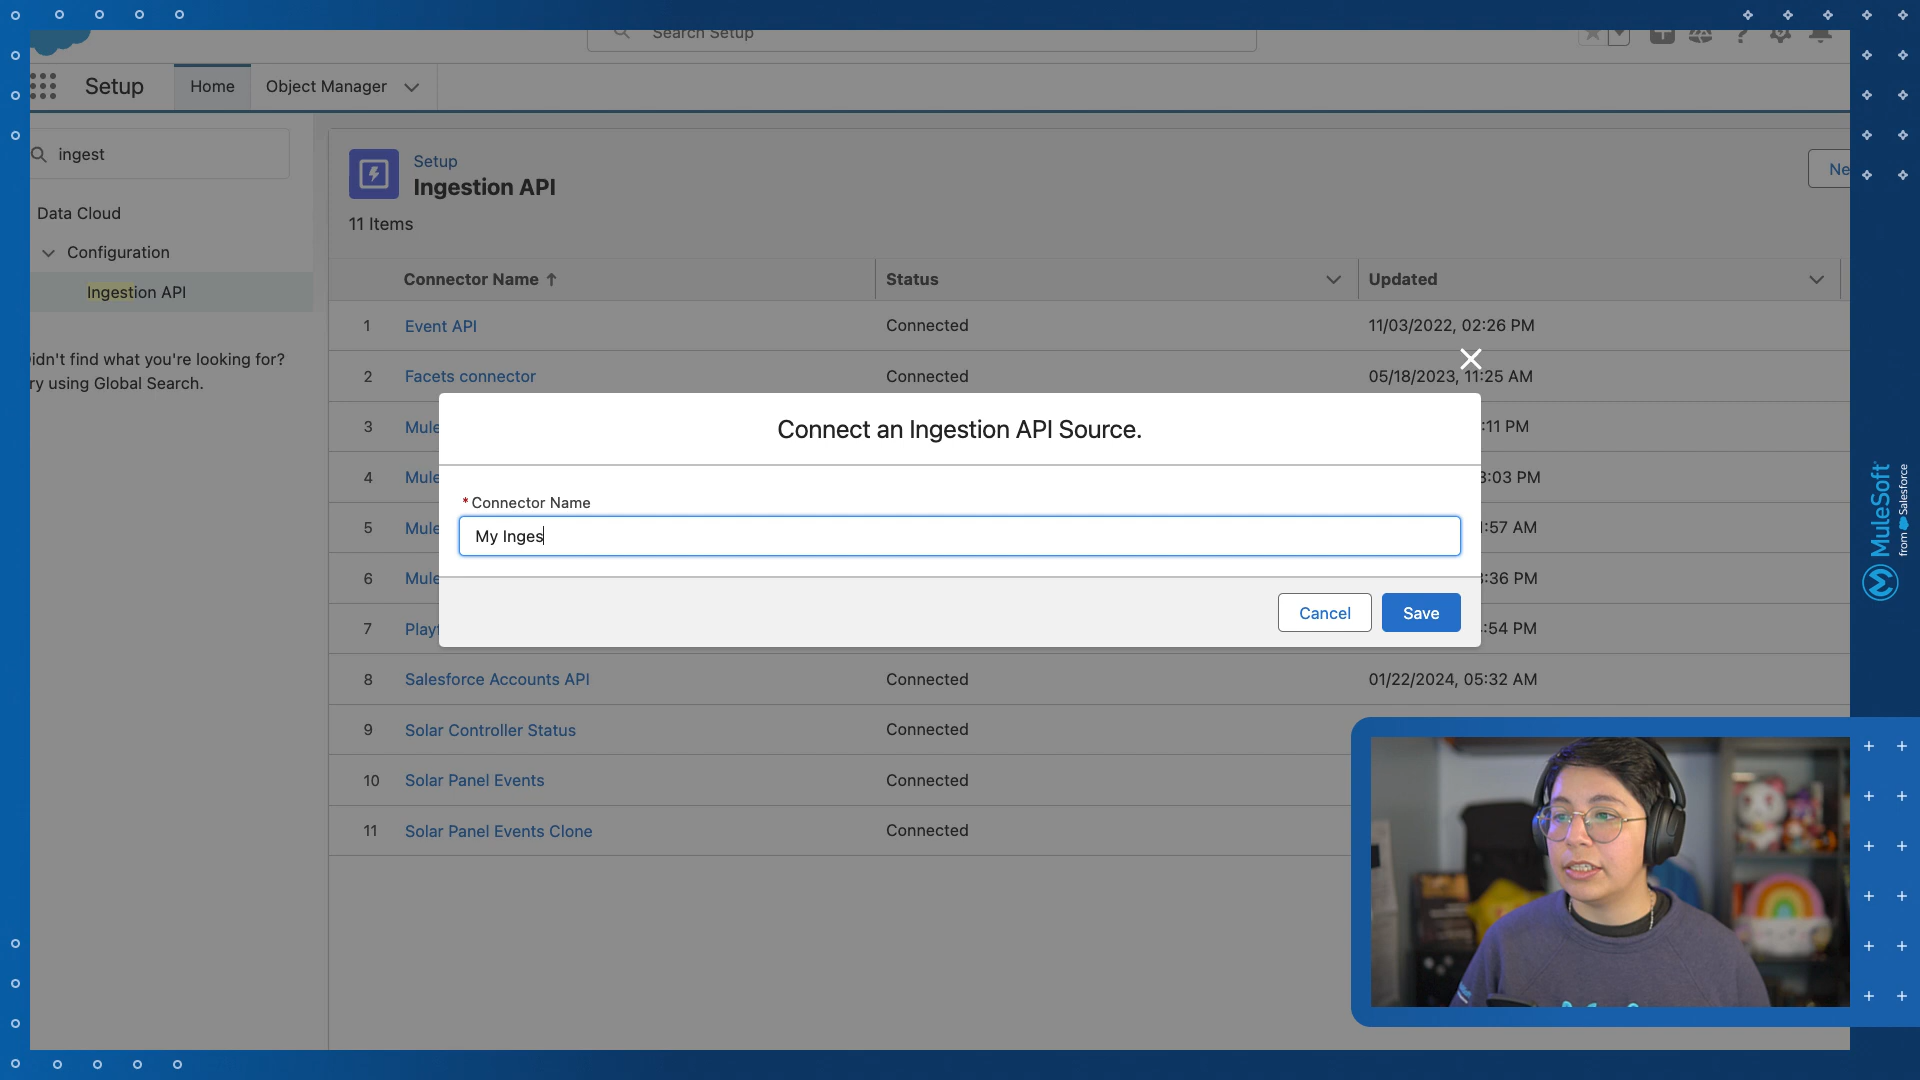 Search Setup
Setup
Home
Object Manager
ingest
Data Cloud
Configuration
Ingestion API
idn't find what you're looking for?
ry using Global Search.
Setup
Ingestion API
Ne
11 Items
Connector Name
Status
Updated
1 Event API Connected 11/03/2022, 02:26 PM
2 Facets connector Connected 05/18/2023, 11:25 AM
3 Mule :11 PM
4 Mule 3:03 PM
5 Mule :57 AM
6 Mule :36 PM
7 Play :54 PM
8 Salesforce Accounts API Connected 01/22/2024, 05:32 AM
9 Solar Controller Status Connected
10 Solar Panel Events Connected
11 Solar Panel Events Clone Connected
Connect an Ingestion API Source.
* Connector Name
My Inges
Cancel
Save
MuleSoft
from Salesforce